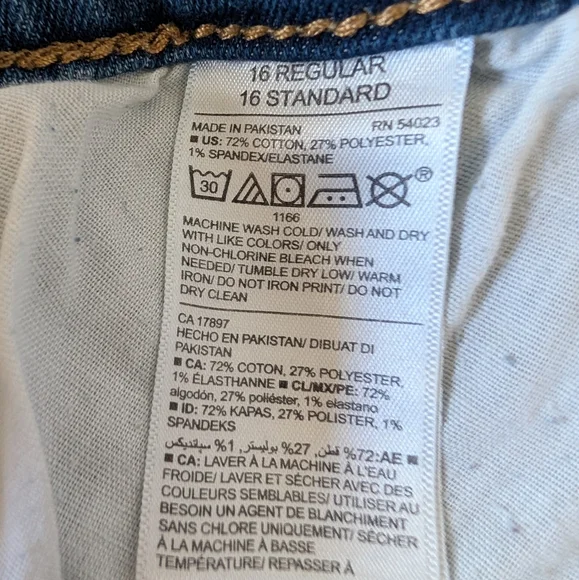 16 REGULAR
16 STANDARD
MADE IN PAKISTAN RN 54023
■ US: 72% COTTON, 27% POLYESTER,
1% SPANDEX/ELASTANE
30 ®
1166
MACHINE WASH COLD/ WASH AND DRY
WITH LIKE COLORS/ ONLY
NON-CHLORINE BLEACH WHEN
NEEDED/ TUMBLE DRY LOW/ WARM
IRON/ DO NOT IRON PRINT/ DO NOT
DRY CLEAN
CA 17897
HECHO EN PAKISTAN/ DIBUAT DI
PAKISTAN
■ CA: 72% COTON, 27% POLYESTER,
1% ÉLASTHANNE ■ CL/MX/PE: 72%
algodón, 27% poliéster, 1% elastano
■ ID: 72% KAPAS, 27% POLISTER, 1%
SPANDEKS
■ AE: 72% قطن, 27% بوليستر, 1% سپانديكس
■ CA: LAVER À LA MACHINE À L'EAU
FROIDE/ LAVER ET SÉCHER AVEC DES
COULEURS SEMBLABLES/ UTILISER AU
BESOIN UN AGENT DE BLANCHIMENT
SANS CHLORE UNIQUEMENT/ SÉCHER
À LA MACHINE À BASSE
TEMPÉRATURE/ REPASSER À